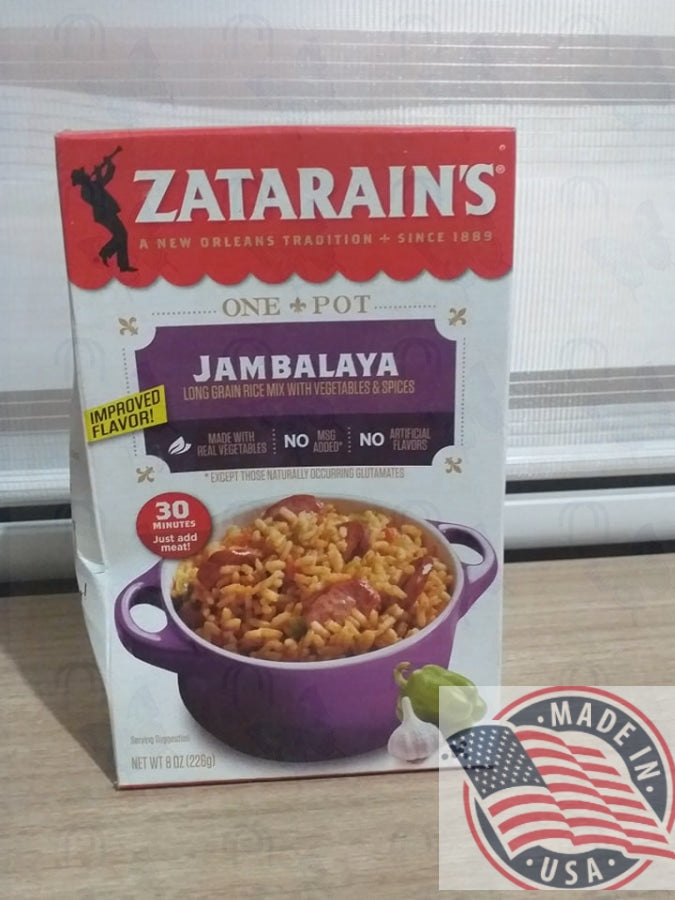 ZATARAIN'S®
A NEW ORLEANS TRADITION + SINCE 1889
ONE POT
JAMBALAYA
LONG GRAIN RICE MIX WITH VEGETABLES & SPICES
IMPROVED
FLAVOR!
MADE WITH
REAL VEGETABLES
NO
MSG
ADDED*
NO
ARTIFICIAL
FLAVORS
* EXCEPT THOSE NATURALLY OCCURRING GLUTAMATES
30
MINUTES
Just add
meat!
Serving Suggestion
NET WT 8 OZ (226g)
·MADE IN·
·USA·